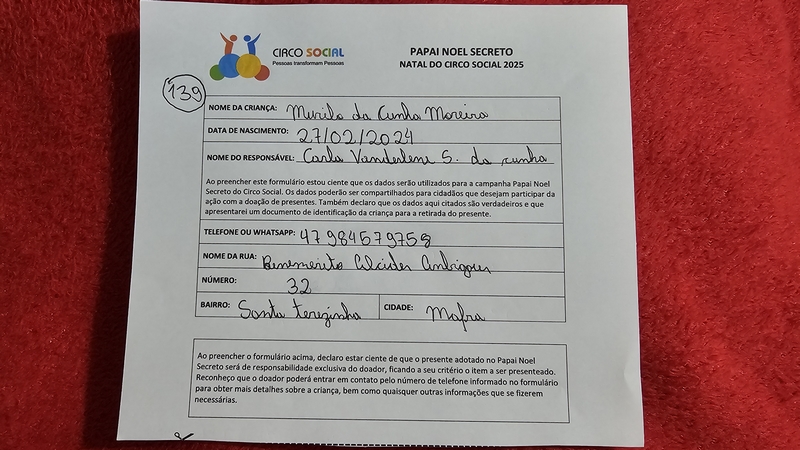 CIRCO SOCIAL
Pessoas transformam Pessoas
PAPAI NOEL SECRETO
NATAL DO CIRCO SOCIAL 2025
139
NOME DA CRIANÇA: Murilo da Cunha Moreira
DATA DE NASCIMENTO: 27/02/2024
NOME DO RESPONSÁVEL: Carla Vanderlene S. da cunha
Ao preencher este formulário estou ciente que os dados serão utilizados para a campanha Papai Noel
Secreto do Circo Social. Os dados poderão ser compartilhados para cidadãos que desejam participar da
ação com a doação de presentes. Também declaro que os dados aqui citados são verdadeiros e que
apresentarei um documento de identificação da criança para a retirada do presente.
TELEFONE OU WHATSAPP: 47 984579758
NOME DA RUA: Benemerito Alcides
NÚMERO: 32
BAIRRO: Santa terezinha CIDADE: Mafra
Ao preencher o formulário acima, declaro estar ciente de que o presente adotado no Papai Noel
Secreto será de responsabilidade exclusiva do doador, ficando a seu critério o item a ser presenteado.
Reconheço que o doador poderá entrar em contato pelo número de telefone informado no formulário
para obter mais detalhes sobre a criança, bem como quaisquer outras informações que se fizerem
necessárias.